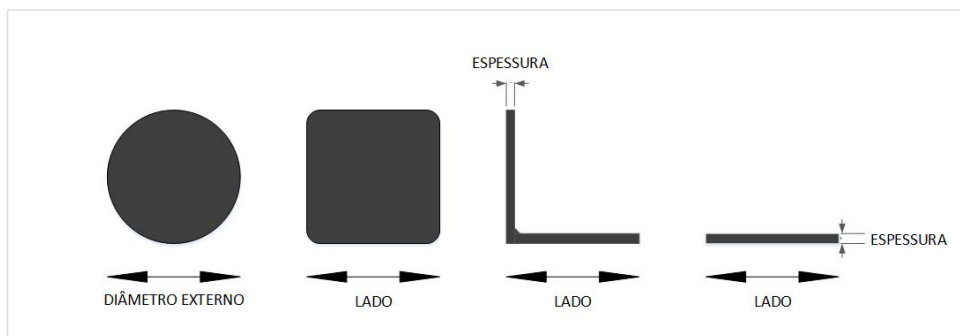 ESPESSURA
ESPESSURA
DIÂMETRO EXTERNO
LADO
LADO
LADO